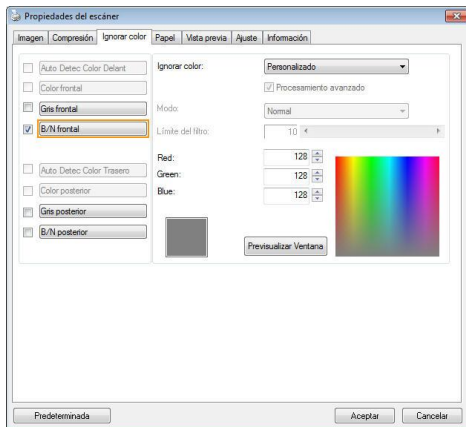 Propiedades del escáner
Imagen Compresión Ignorar color Papel Vista previa Ajuste Información
Auto Detec Color Delant
Color frontal
Gris frontal
B/N frontal
Auto Detec Color Trasero
Color posterior
Gris posterior
B/N posterior
Ignorar color: Personalizado
Procesamiento avanzado
Modo: Normal
Límite del filtro: 10
Red: 128
Green: 128
Blue: 128
Previsualizar Ventana
Predeterminada Aceptar Cancelar